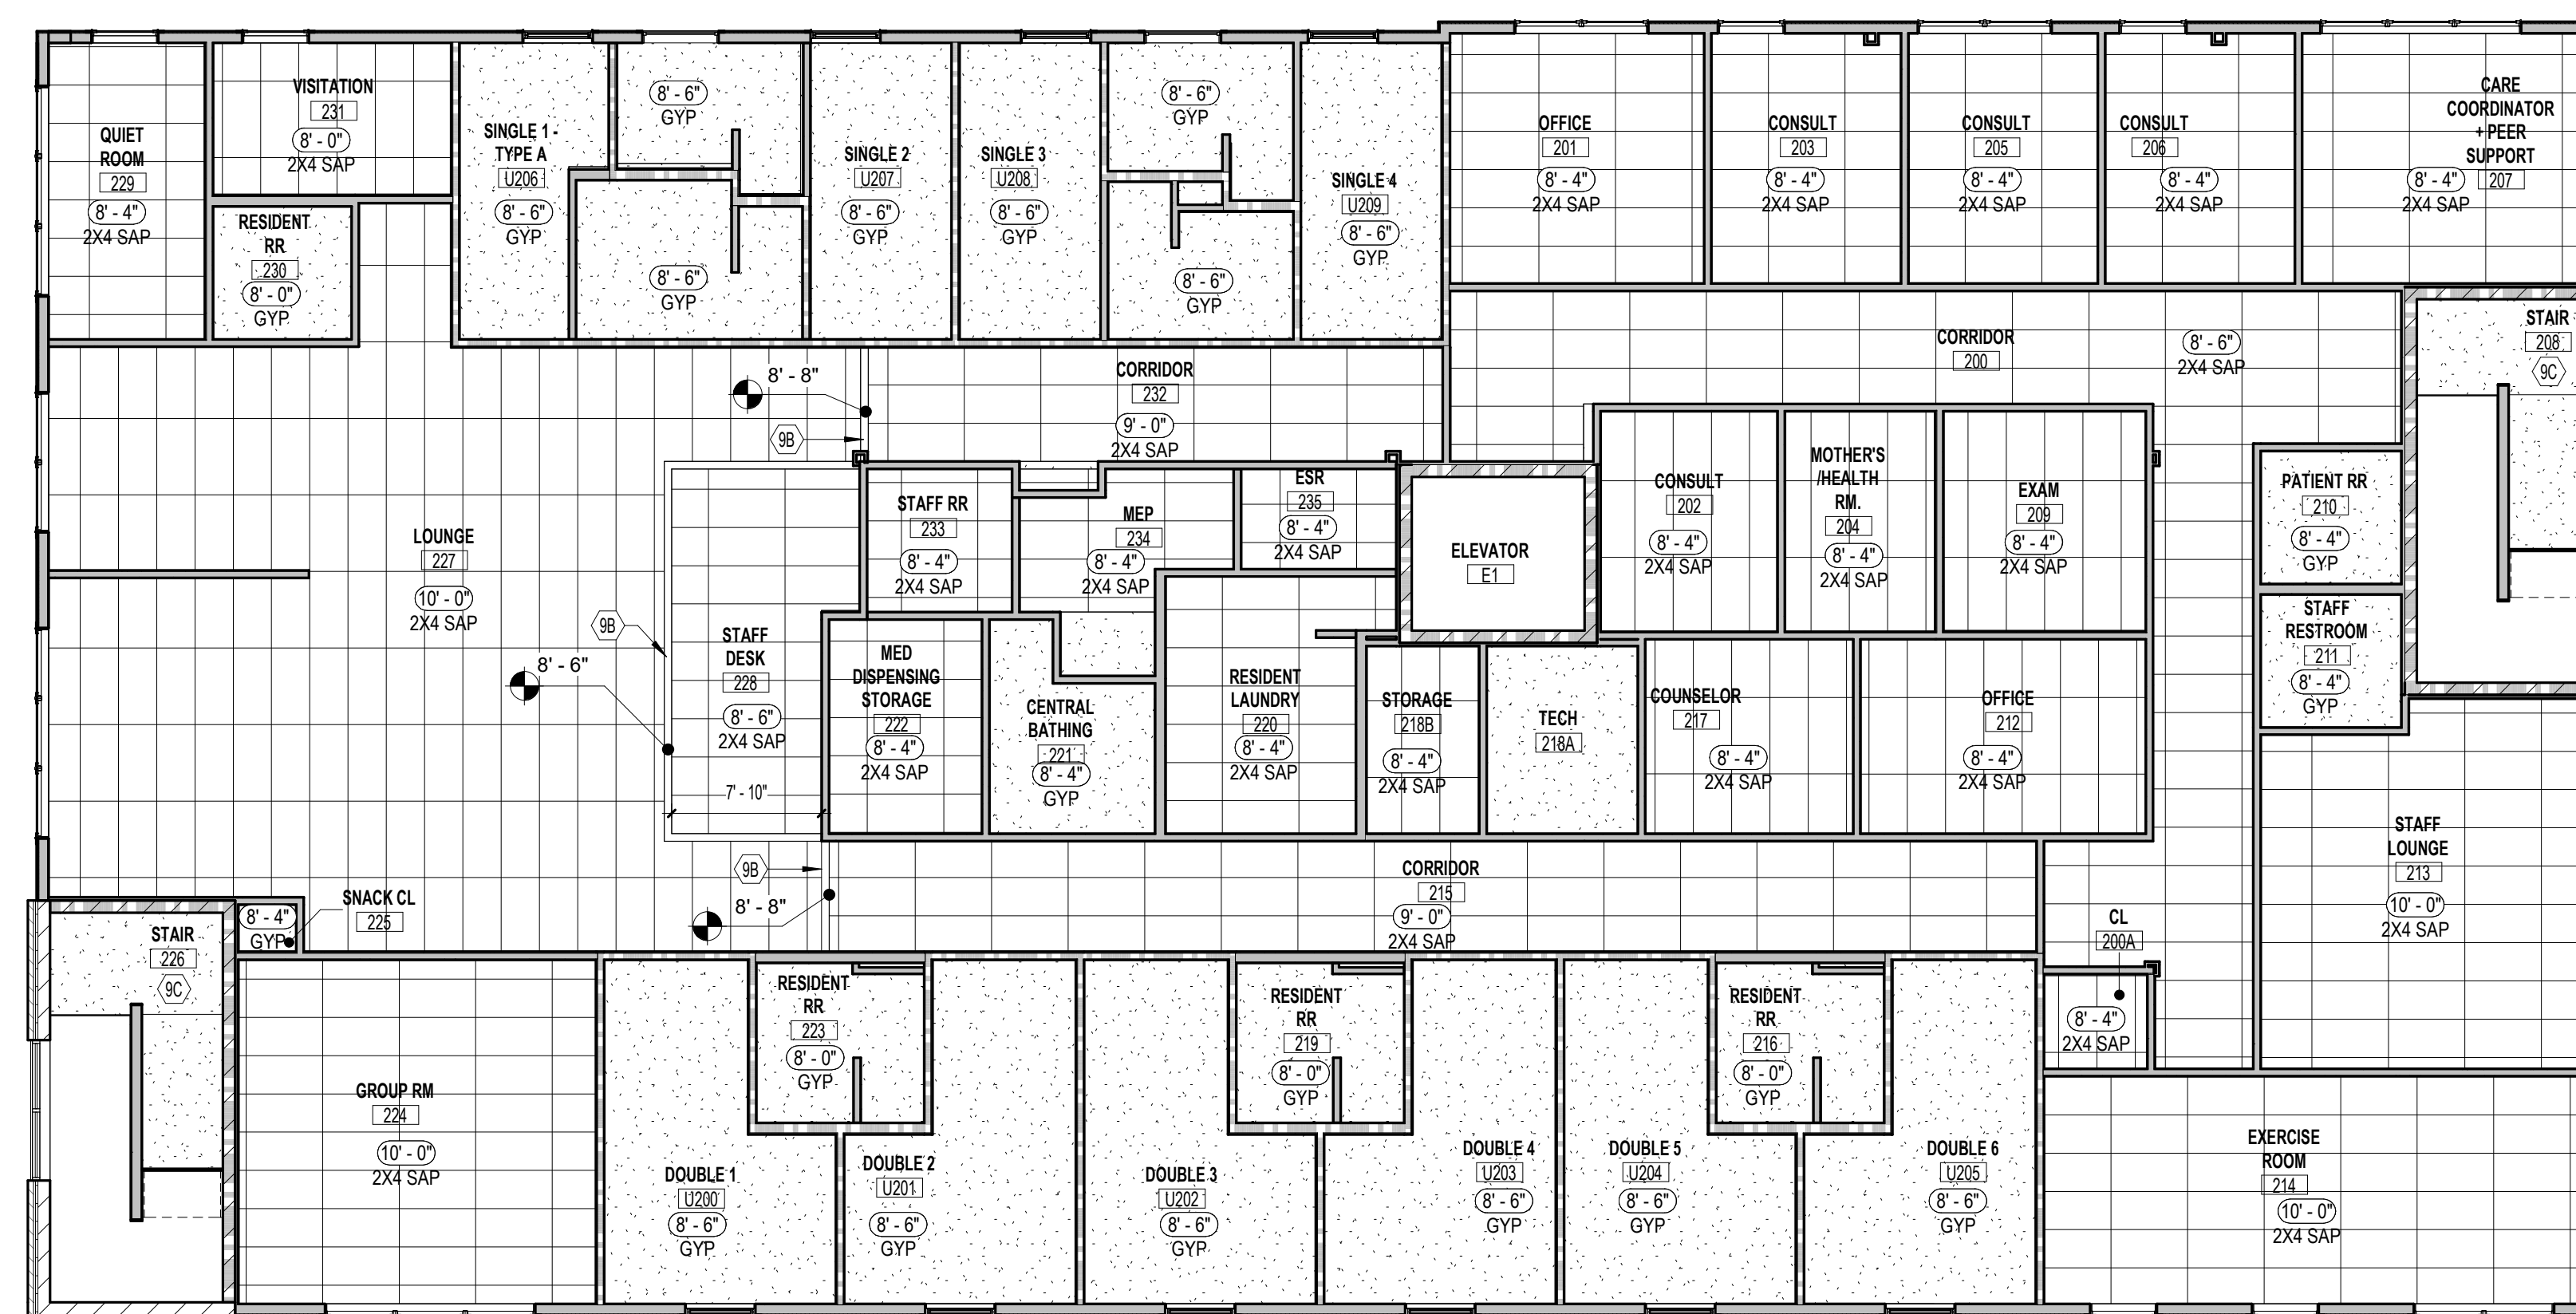 QUIET
ROOM
229
8' - 4"
2X4 SAP
VISITATION
231
8' - 0"
2X4 SAP
RESIDENT
RR
230
8' - 0"
GYP
SINGLE 1 -
TYPE A
U206
8' - 6"
GYP
8' - 6"
GYP
8' - 6"
GYP
SINGLE 2
U207
8' - 6"
GYP
SINGLE 3
U208
8' - 6"
GYP
8' - 6"
GYP
8' - 6"
GYP
SINGLE 4
U209
8' - 6"
GYP
OFFICE
201
8' - 4"
2X4 SAP
CONSULT
203
8' - 4"
2X4 SAP
CONSULT
205
8' - 4"
2X4 SAP
CONSULT
206
8' - 4"
2X4 SAP
CARE
COORDINATOR
+ PEER
SUPPORT
207
8' - 4"
2X4 SAP
8' - 8"
9B
CORRIDOR
232
9' - 0"
2X4 SAP
CORRIDOR
200
8' - 6"
2X4 SAP
STAIR
208
9C
LOUNGE
227
10' - 0"
2X4 SAP
9B
8' - 6"
STAFF
DESK
228
8' - 6"
2X4 SAP
7' - 10"
STAFF RR
233
8' - 4"
2X4 SAP
MEP
234
8' - 4"
2X4 SAP
ESR
235
8' - 4"
2X4 SAP
ELEVATOR
E1
CONSULT
202
8' - 4"
2X4 SAP
MOTHER'S
/HEALTH
RM.
204
8' - 4"
2X4 SAP
EXAM
209
8' - 4"
2X4 SAP
PATIENT RR
210
8' - 4"
GYP
STAFF
RESTROOM
211
8' - 4"
GYP
MED
DISPENSING
STORAGE
222
8' - 4"
2X4 SAP
CENTRAL
BATHING
221
8' - 4"
GYP
RESIDENT
LAUNDRY
220
8' - 4"
2X4 SAP
STORAGE
218B
8' - 4"
2X4 SAP
TECH
218A
COUNSELOR
217
8' - 4"
2X4 SAP
OFFICE
212
8' - 4"
2X4 SAP
STAFF
LOUNGE
213
10' - 0"
2X4 SAP
9B
8' - 8"
CORRIDOR
215
9' - 0"
2X4 SAP
CL
200A
8' - 4"
2X4 SAP
SNACK CL
225
8' - 4"
GYP
STAIR
226
9C
GROUP RM
224
10' - 0"
2X4 SAP
DOUBLE 1
U200
8' - 6"
GYP
RESIDENT
RR
223
8' - 0"
GYP
DOUBLE 2
U201
8' - 6"
GYP
DOUBLE 3
U202
8' - 6"
GYP
RESIDENT
RR
219
8' - 0"
GYP
DOUBLE 4
U203
8' - 6"
GYP
DOUBLE 5
U204
8' - 6"
GYP
RESIDENT
RR
216
8' - 0"
GYP
DOUBLE 6
U205
8' - 6"
GYP
EXERCISE
ROOM
214
10' - 0"
2X4 SAP